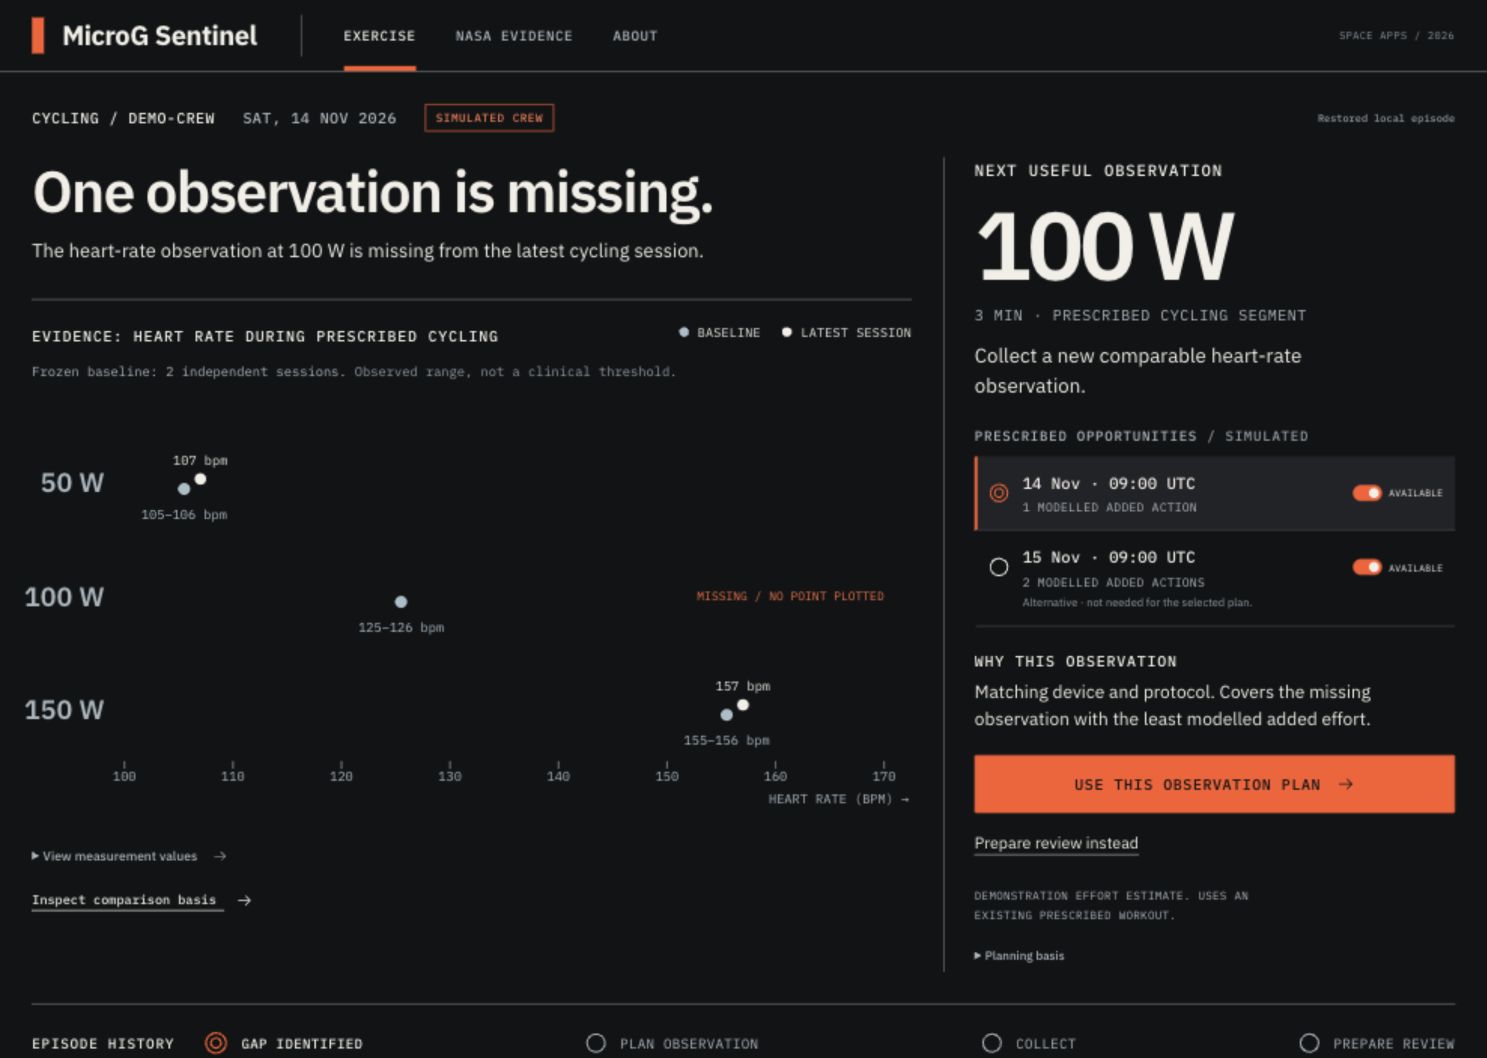 MicroG Sentinel
EXERCISE
NASA EVIDENCE
ABOUT
SPACE APPS / 2026
CYCLING / DEMO-CREW
SAT, 14 NOV 2026
SIMULATED CREW
Restored local episode
One observation is missing.
The heart-rate observation at 100 W is missing from the latest cycling session.
EVIDENCE: HEART RATE DURING PRESCRIBED CYCLING
BASELINE
LATEST SESSION
Frozen baseline: 2 independent sessions. Observed range, not a clinical threshold.
107 bpm
50 W
105–106 bpm
100 W
MISSING / NO POINT PLOTTED
125–126 bpm
157 bpm
150 W
155–156 bpm
100 110 120 130 140 150 160 170
HEART RATE (BPM) →
▶ View measurement values →
Inspect comparison basis →
NEXT USEFUL OBSERVATION
100 W
3 MIN · PRESCRIBED CYCLING SEGMENT
Collect a new comparable heart-rate
observation.
PRESCRIBED OPPORTUNITIES / SIMULATED
14 Nov · 09:00 UTC
AVAILABLE
1 MODELLED ADDED ACTION
15 Nov · 09:00 UTC
AVAILABLE
2 MODELLED ADDED ACTIONS
Alternative · not needed for the selected plan.
WHY THIS OBSERVATION
Matching device and protocol. Covers the missing
observation with the least modelled added effort.
USE THIS OBSERVATION PLAN →
Prepare review instead
DEMONSTRATION EFFORT ESTIMATE. USES AN
EXISTING PRESCRIBED WORKOUT.
▶ Planning basis
EPISODE HISTORY
GAP IDENTIFIED
PLAN OBSERVATION
COLLECT
PREPARE REVIEW